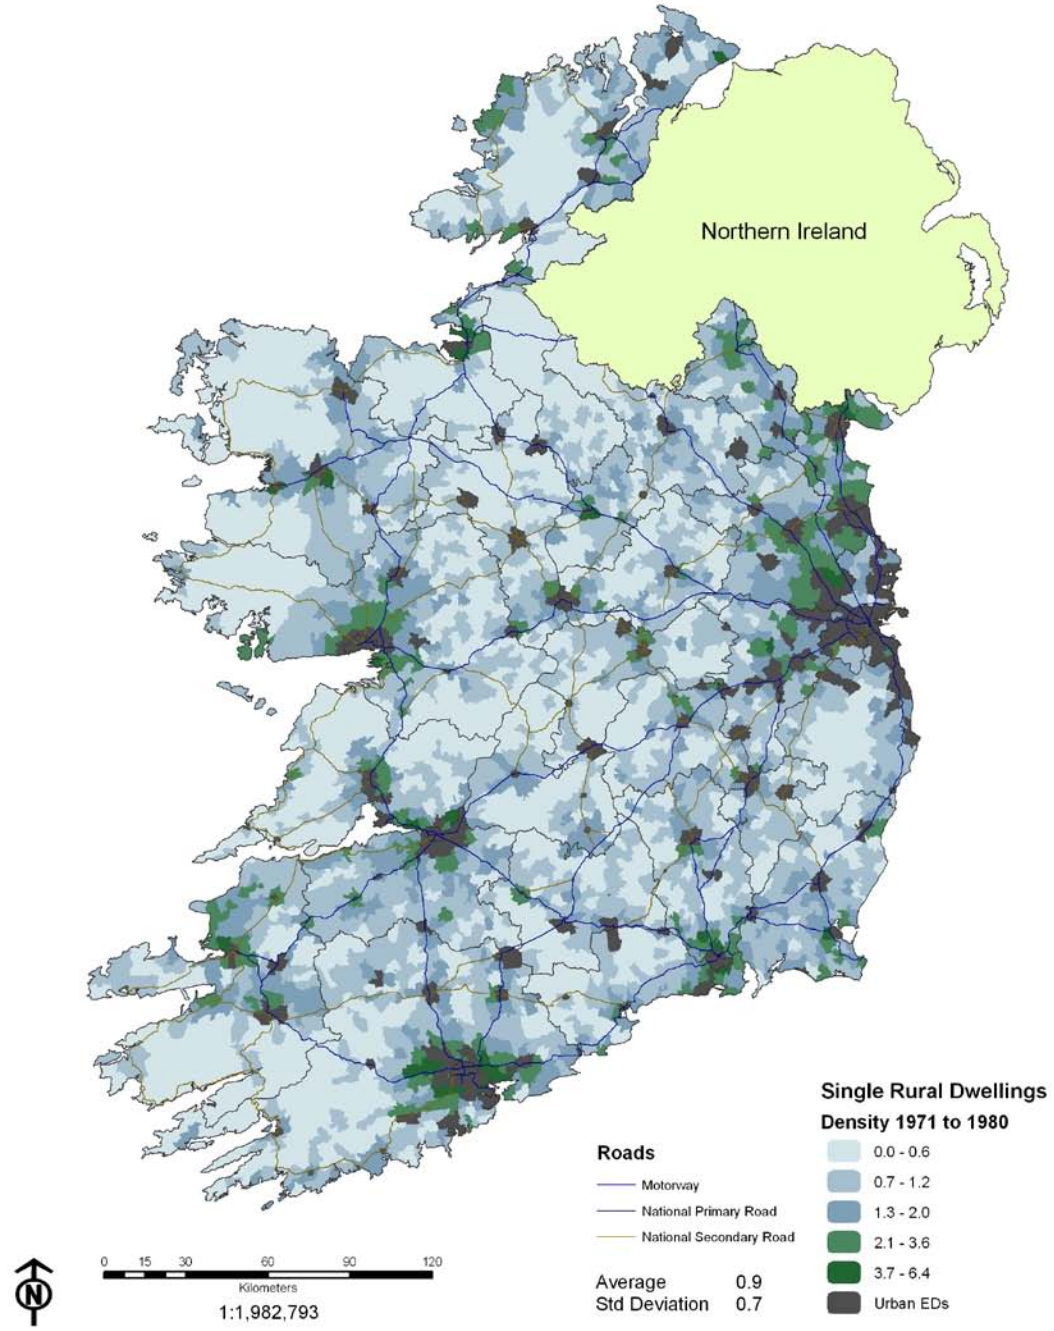 Northern Ireland
Single Rural Dwellings
Density 1971 to 1980
0.0 - 0.6
0.7 - 1.2
1.3 - 2.0
2.1 - 3.6
3.7 - 6.4
Urban EDs
Roads
Motorway
National Primary Road
National Secondary Road
Average 0.9
Std Deviation 0.7
0 15 30 60 90 120
Kilometers
1:1,982,793
N